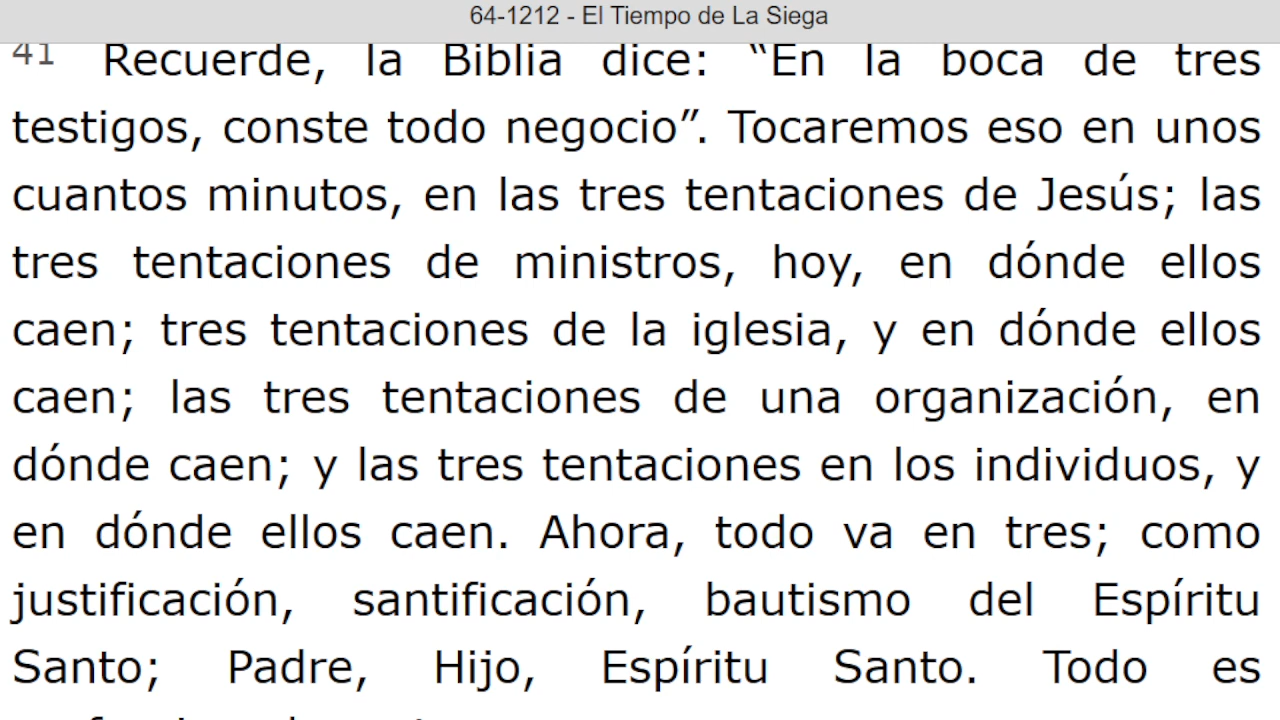 64-1212 - El Tiempo de La Siega
41 Recuerde, la Biblia dice: “En la boca de tres
testigos, conste todo negocio”. Tocaremos eso en unos
cuantos minutos, en las tres tentaciones de Jesús; las
tres tentaciones de ministros, hoy, en dónde ellos
caen; tres tentaciones de la iglesia, y en dónde ellos
caen; las tres tentaciones de una organización, en
dónde caen; y las tres tentaciones en los individuos, y
en dónde ellos caen. Ahora, todo va en tres; como
justificación, santificación, bautismo del Espíritu
Santo; Padre, Hijo, Espíritu Santo. Todo es